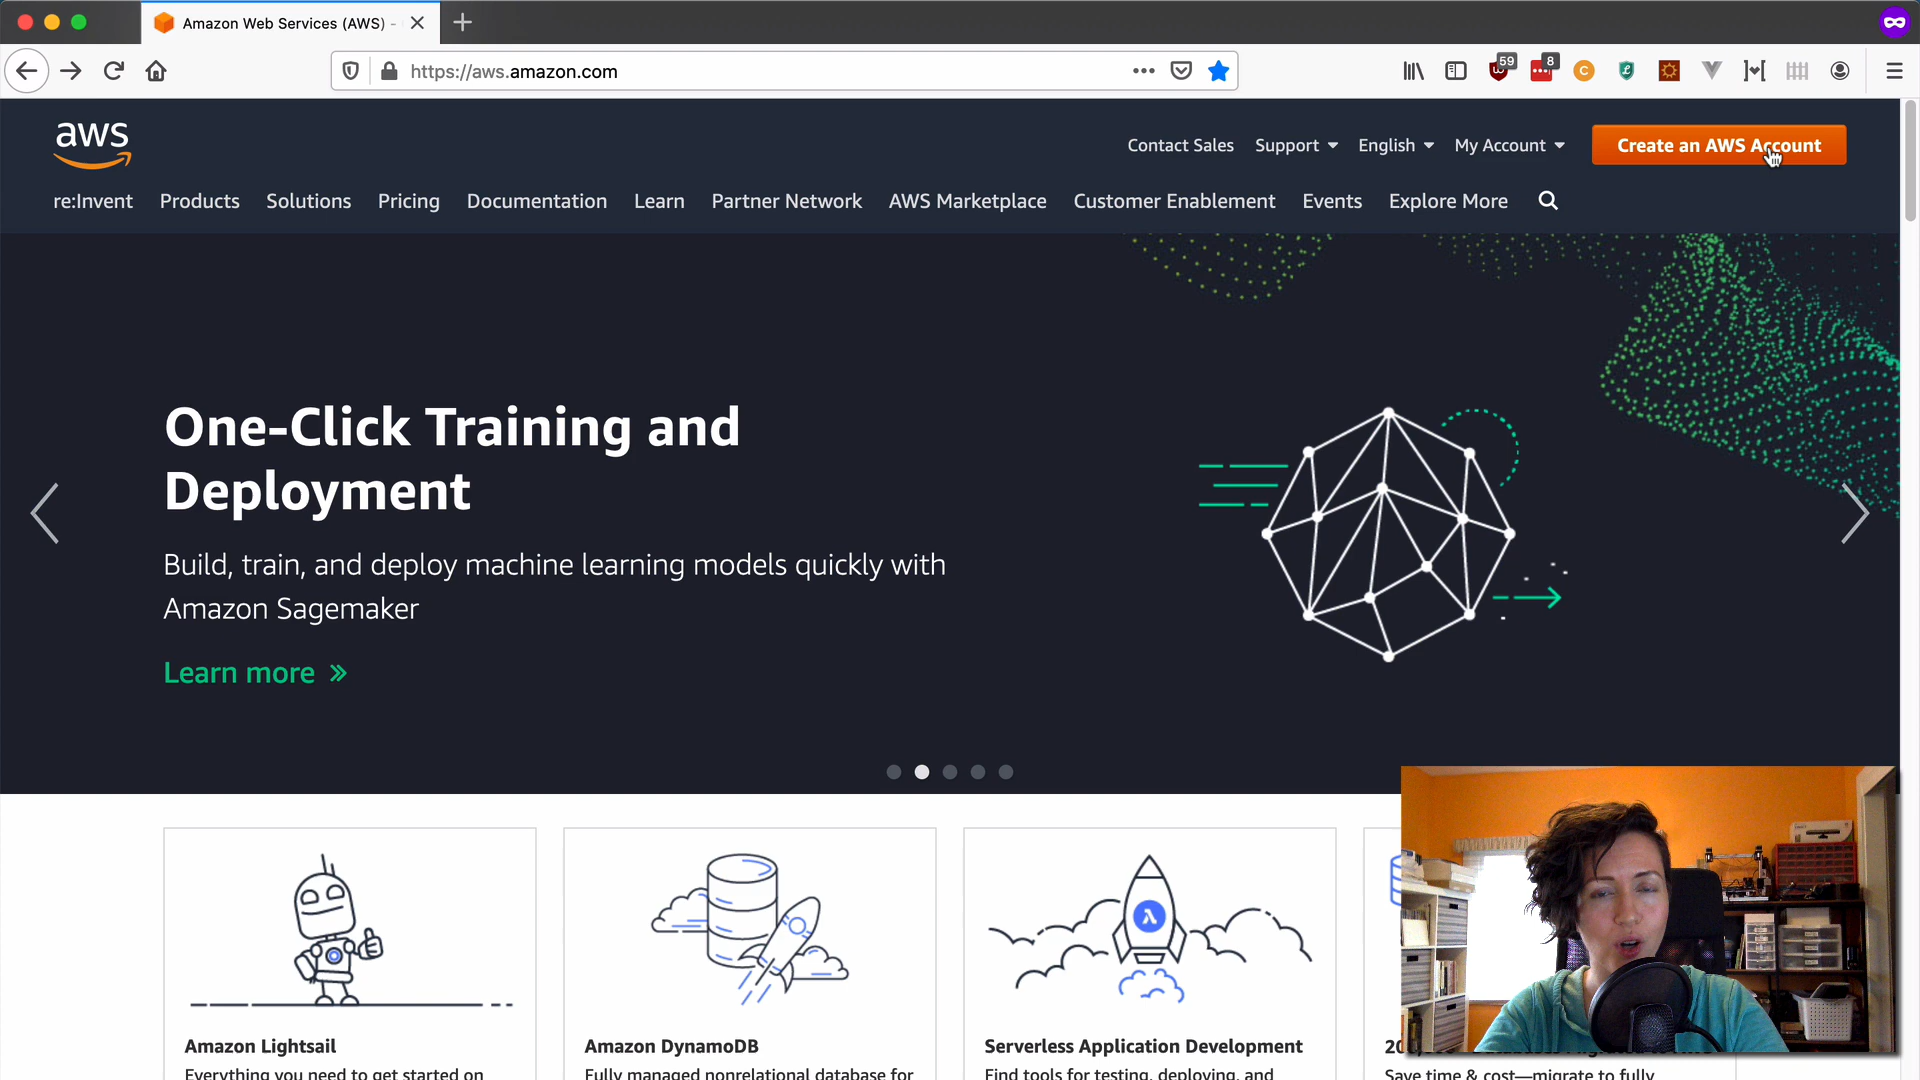 Amazon Web Services (AWS) -
https://aws.amazon.com
59
8
aws
Contact Sales
Support
English
My Account
Create an AWS Account
re:Invent
Products
Solutions
Pricing
Documentation
Learn
Partner Network
AWS Marketplace
Customer Enablement
Events
Explore More
One-Click Training and
Deployment
Build, train, and deploy machine learning models quickly with
Amazon Sagemaker
Learn more »
Amazon Lightsail
Everything you need to get started on
Amazon DynamoDB
Fully managed nonrelational database for
Serverless Application Development
Find tools for testing, deploying, and
Save time & cost—migrate to fully